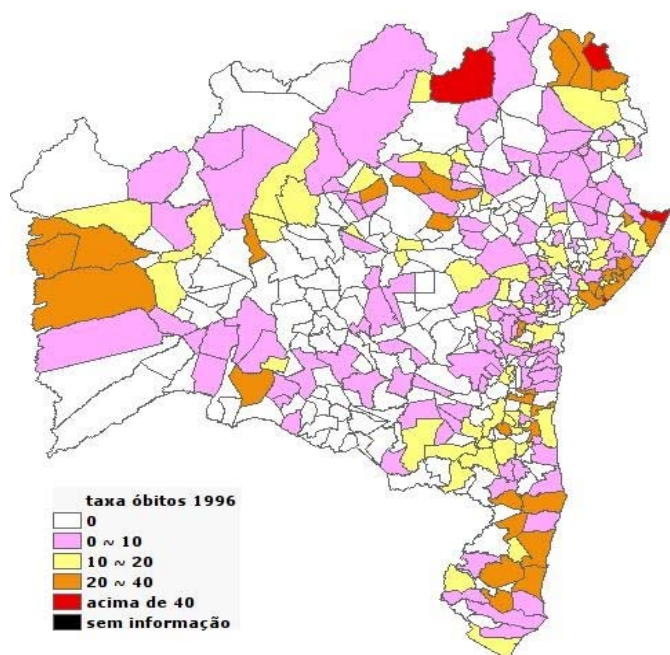 taxa óbitos 1996
0
0 ~ 10
10 ~ 20
20 ~ 40
acima de 40
sem informação